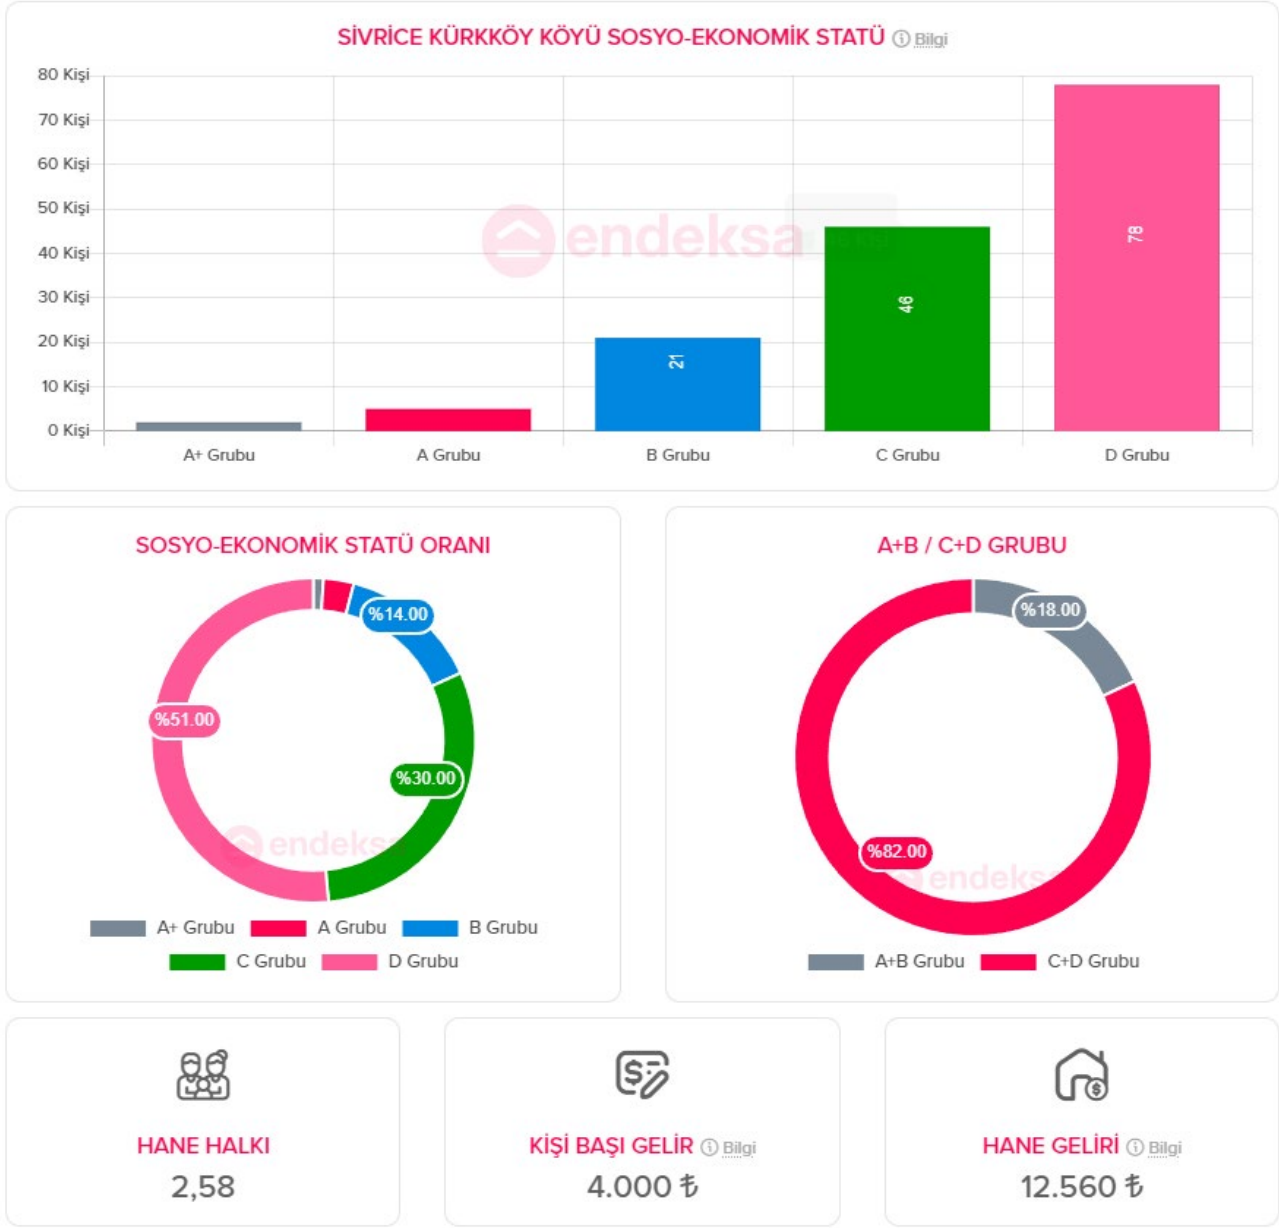 SİVRİCE KÜRKKÖY KÖYÜ SOSYO-EKONOMİK STATÜ Bilgi
80 Kişi
70 Kişi
60 Kişi
50 Kişi
40 Kişi
30 Kişi
20 Kişi
10 Kişi
0 Kişi
endeksa
21
46
78
A+ Grubu
A Grubu
B Grubu
C Grubu
D Grubu
SOSYO-EKONOMİK STATÜ ORANI
%14.00
%51.00
%30.00
endeksa
A+ Grubu A Grubu B Grubu
C Grubu D Grubu
A+B / C+D GRUBU
%18.00
%82.00
endeksa
A+B Grubu C+D Grubu
HANE HALKI
2,58
KİŞİ BAŞI GELİR Bilgi
4.000 ₺
HANE GELİRİ Bilgi
12.560 ₺